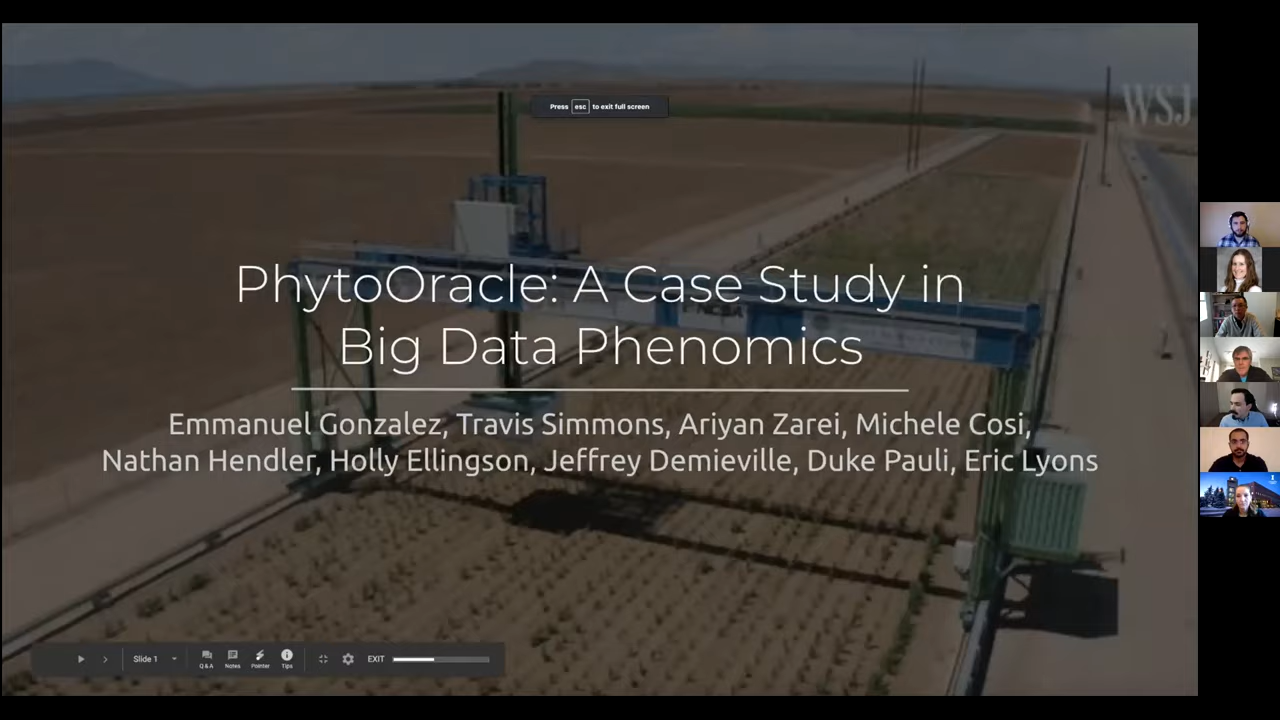 WSJ
Press esc to exit full screen
PhytoOracle: A Case Study in
Big Data Phenomics
Emmanuel Gonzalez, Travis Simmons, Ariyan Zarei, Michele Cosi,
Nathan Hendler, Holly Ellingson, Jeffrey Demieville, Duke Pauli, Eric Lyons
Slide 1
Q & A
Notes
Pointer
Tips
EXIT